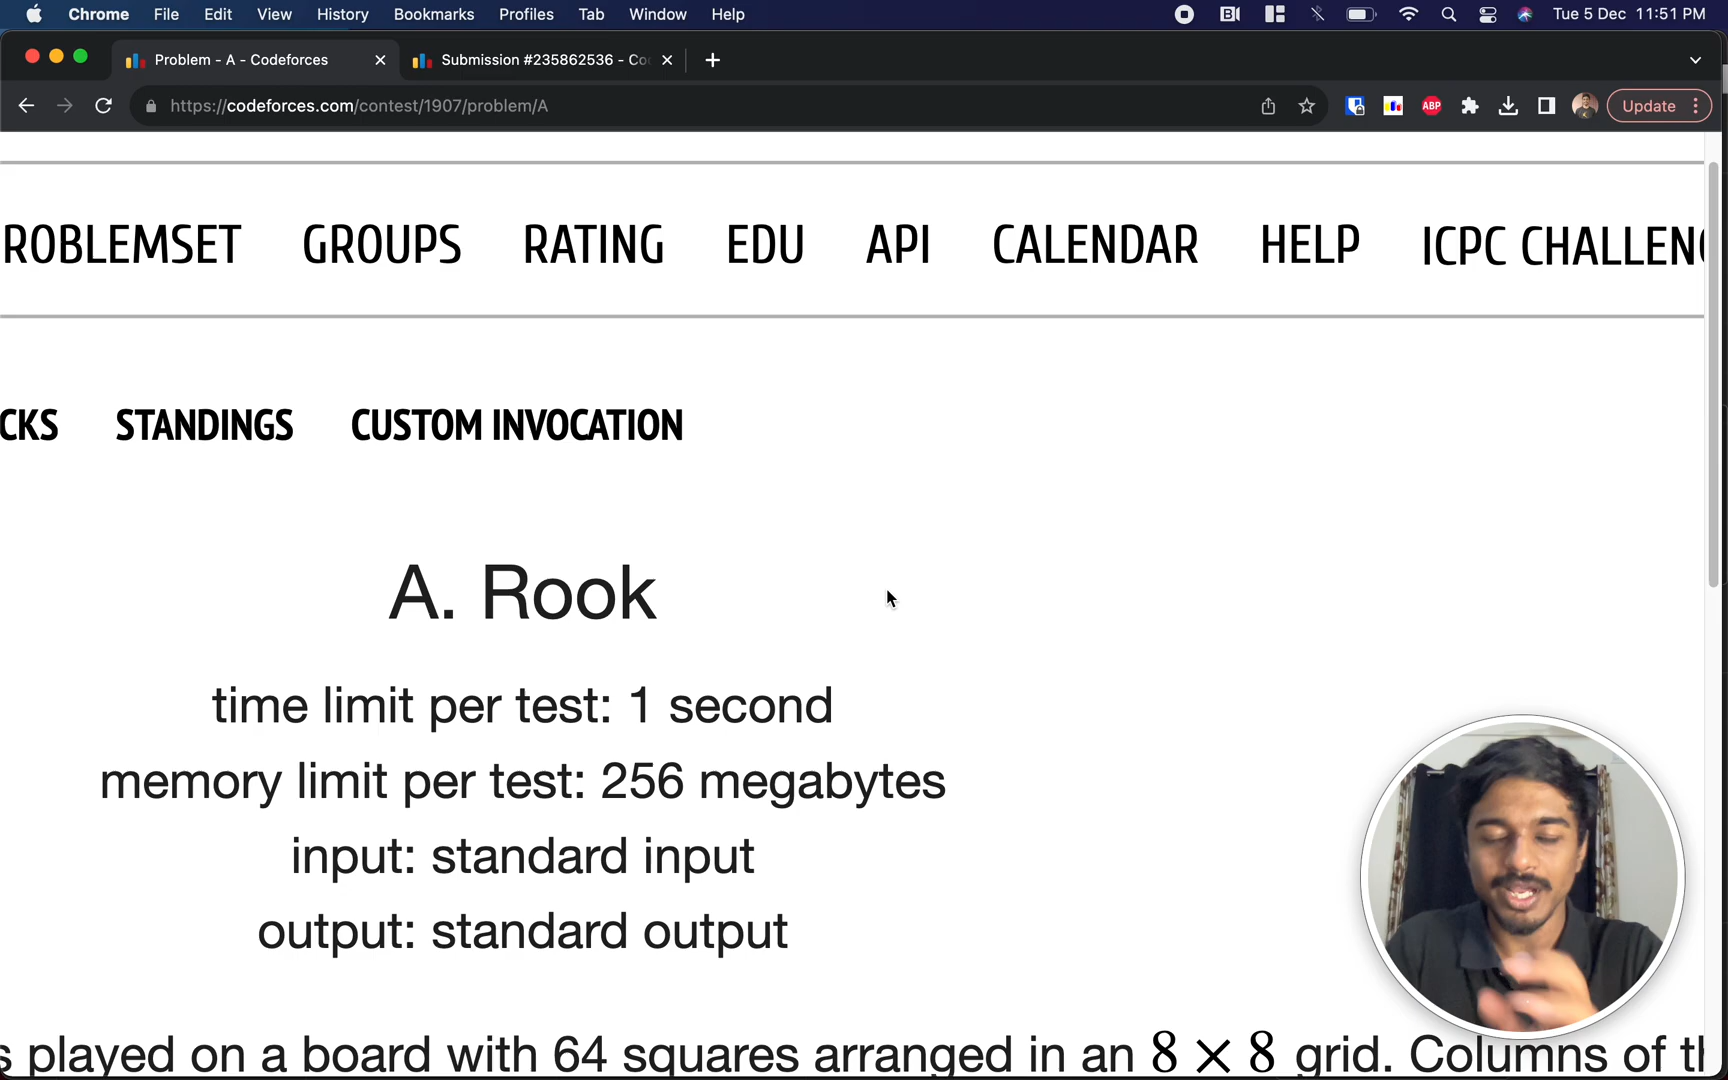 Chrome File Edit View History Bookmarks Profiles Tab Window Help Tue 5 Dec 11:51 PM
Problem - A - Codeforces Submission #235862536 - Co
https://codeforces.com/contest/1907/problem/A ABP Update
ROBLEMSET GROUPS RATING EDU API CALENDAR HELP ICPC CHALLENG
CKS STANDINGS CUSTOM INVOCATION
A. Rook
time limit per test: 1 second
memory limit per test: 256 megabytes
input: standard input
output: standard output
s played on a board with 64 squares arranged in an 8 × 8 grid. Columns of th